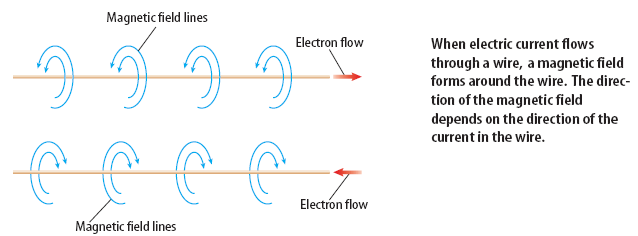 Magnetic field lines
Electron flow
When electric current flows
through a wire, a magnetic field
forms around the wire. The direc-
tion of the magnetic field
depends on the direction of the
current in the wire.
Electron flow
Magnetic field lines